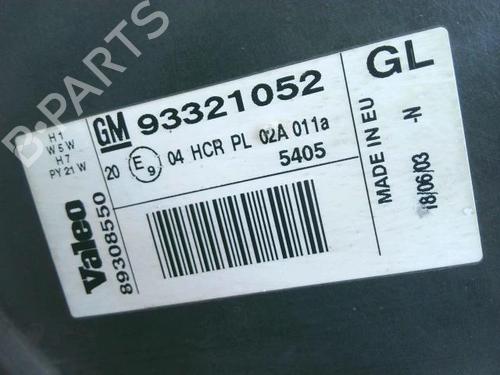 B-PARTS
H1
W5W
H7
PY21W
GM 93321052
GL
20 E9 04 HCR PL 02A 011a
5405
Valeo
89308550
MADE IN EU
18/06/03 -N